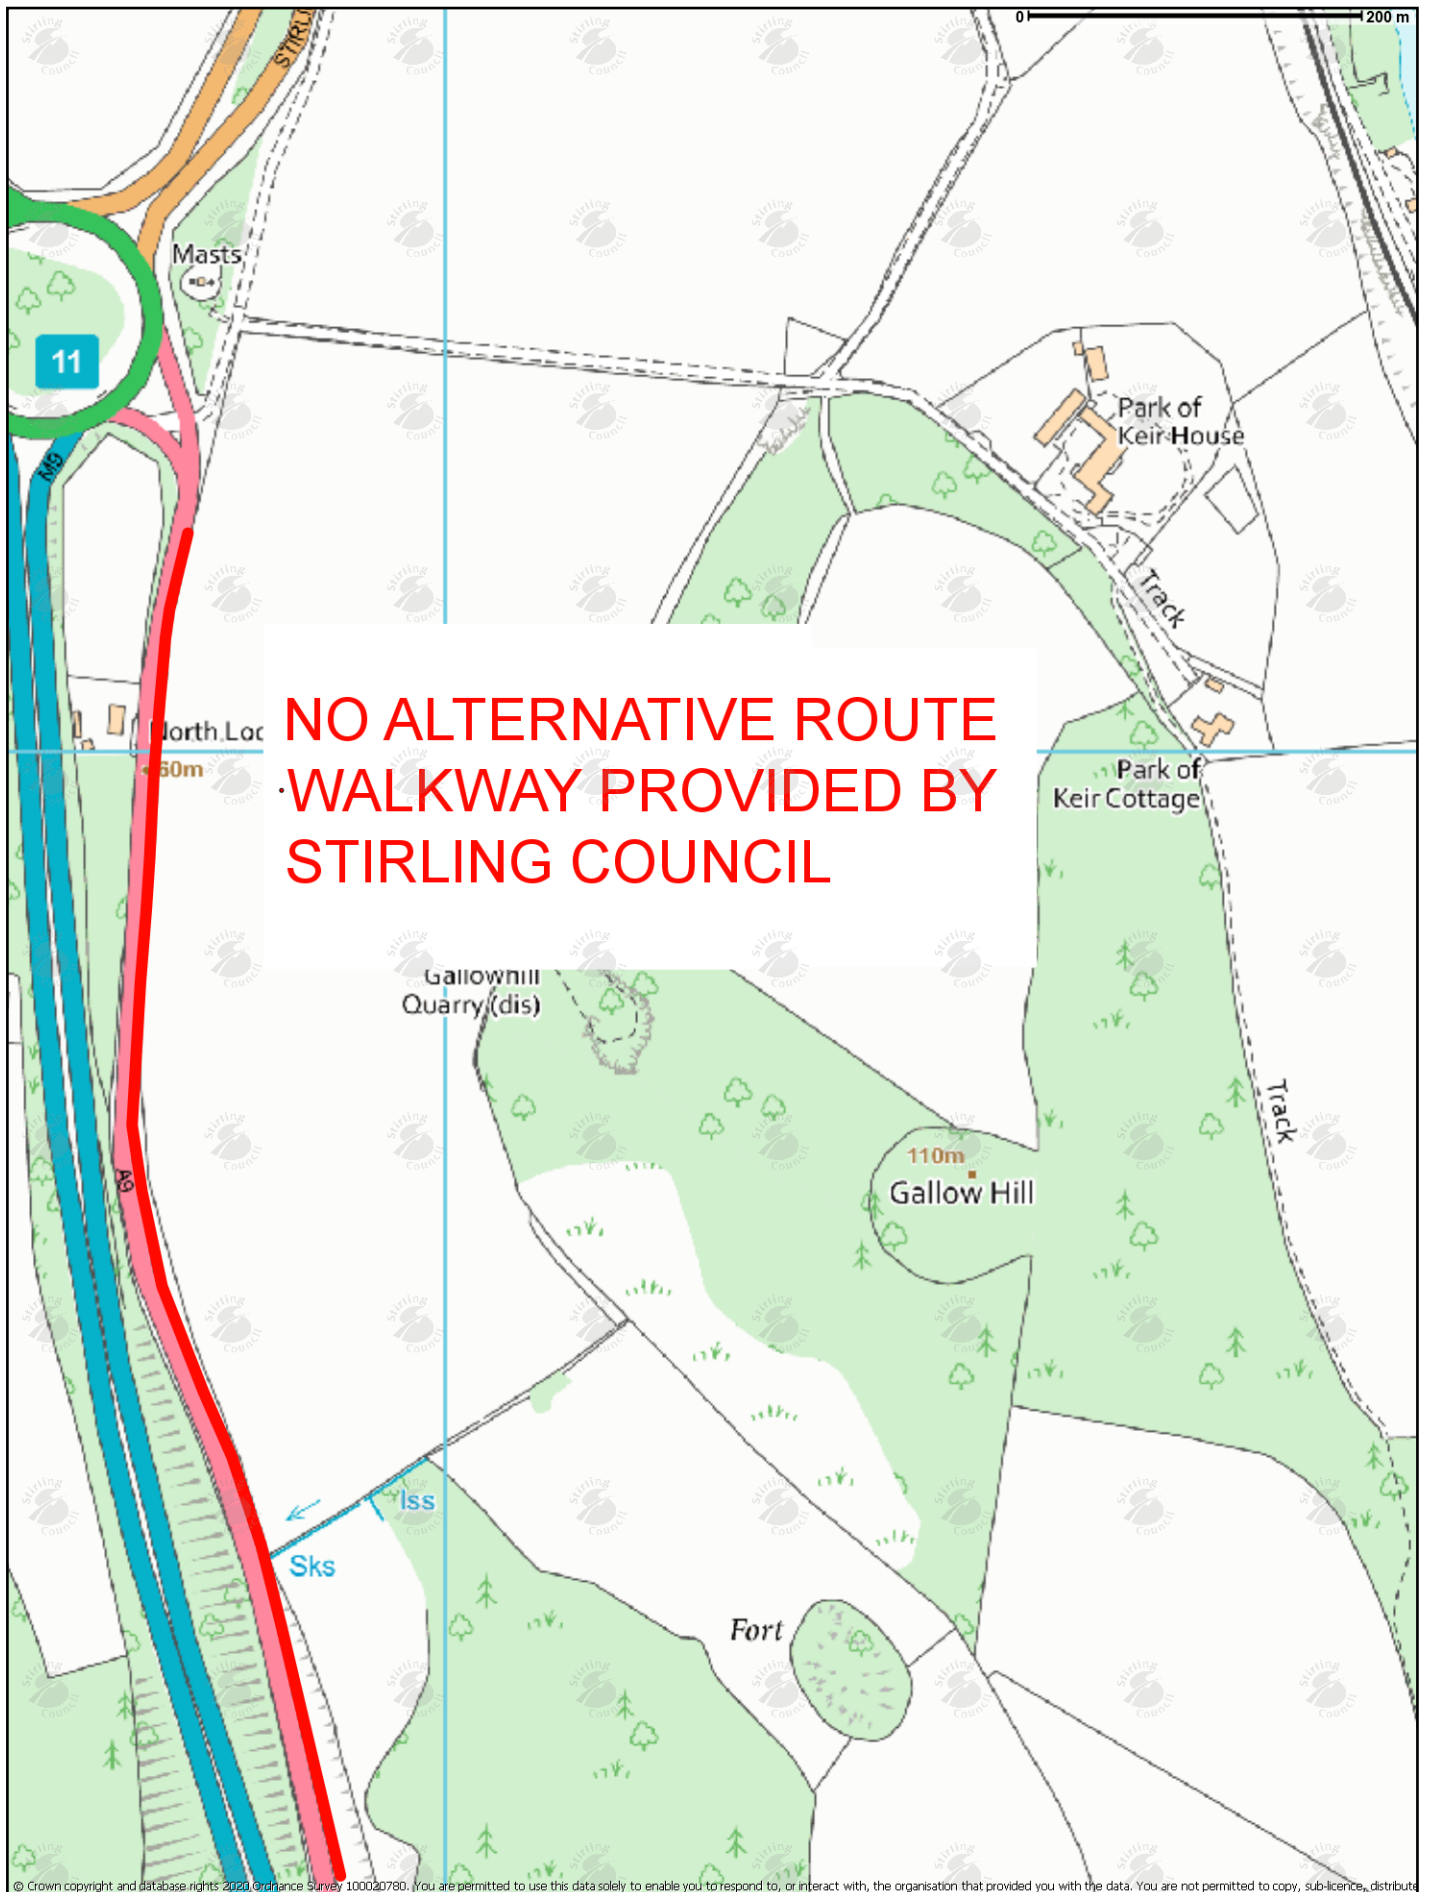 0 200 m
STIRL
Masts
11
M9
Park of
Keir House
Track
North Loc
60m
NO ALTERNATIVE ROUTE
WALKWAY PROVIDED BY
STIRLING COUNCIL
Park of
Keir Cottage
Gallowhill
Quarry (dis)
Track
110m
Gallow Hill
A9
Iss
Sks
Fort
Stirling
Council
© Crown copyright and database rights 2020 Ordnance Survey 100020780. You are permitted to use this data solely to enable you to respond to, or interact with, the organisation that provided you with the data. You are not permitted to copy, sub-licence, distribute